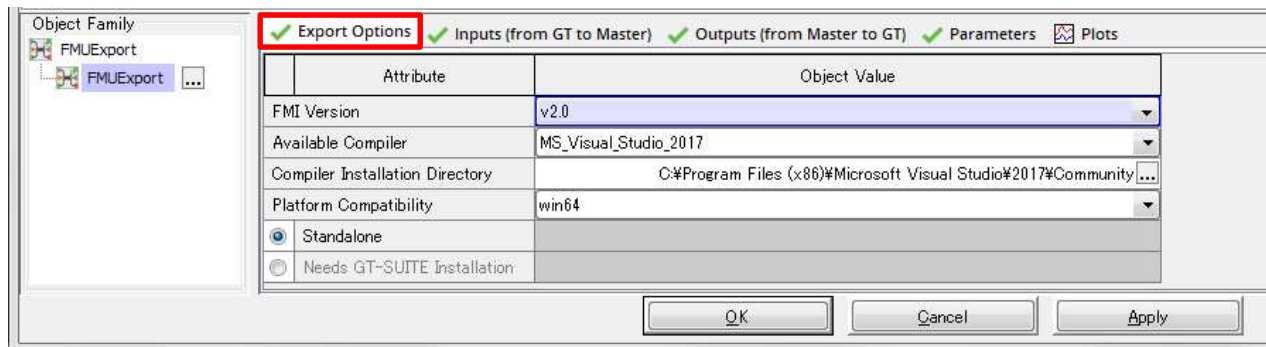 Object Family
FMUExport
FMUExport ...
Export Options Inputs (from GT to Master) Outputs (from Master to GT) Parameters Plots
Attribute Object Value
FMI Version v2.0
Available Compiler MS_Visual_Studio_2017
Compiler Installation Directory C:¥Program Files (x86)¥Microsoft Visual Studio¥2017¥Community ...
Platform Compatibility win64
Standalone
Needs GT-SUITE Installation
OK Cancel Apply